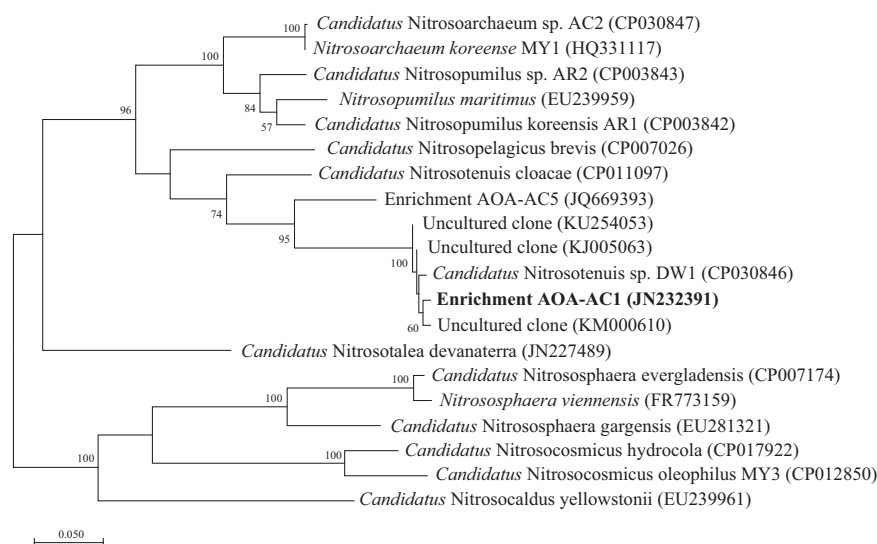 Candidatus Nitrosoarchaeum sp. AC2 (CP030847)
100
Nitrosoarchaeum koreense MY1 (HQ331117)
100
Candidatus Nitrosopumilus sp. AR2 (CP003843)
84
Nitrosopumilus maritimus (EU239959)
96
57
Candidatus Nitrosopumilus koreensis AR1 (CP003842)
Candidatus Nitrosopelagicus brevis (CP007026)
Candidatus Nitrosotenuis cloacae (CP011097)
74
Enrichment AOA-AC5 (JQ669393)
Uncultured clone (KU254053)
95
Uncultured clone (KJ005063)
100
Candidatus Nitrosotenuis sp. DW1 (CP030846)
Enrichment AOA-AC1 (JN232391)
60
Uncultured clone (KM000610)
Candidatus Nitrosotalea devanaterra (JN227489)
100
Candidatus Nitrososphaera evergladensis (CP007174)
100
Nitrososphaera viennensis (FR773159)
Candidatus Nitrososphaera gargensis (EU281321)
100
100
Candidatus Nitrosocosmicus hydrocola (CP017922)
Candidatus Nitrosocosmicus oleophilus MY3 (CP012850)
Candidatus Nitrosocaldus yellowstonii (EU239961)
0.050